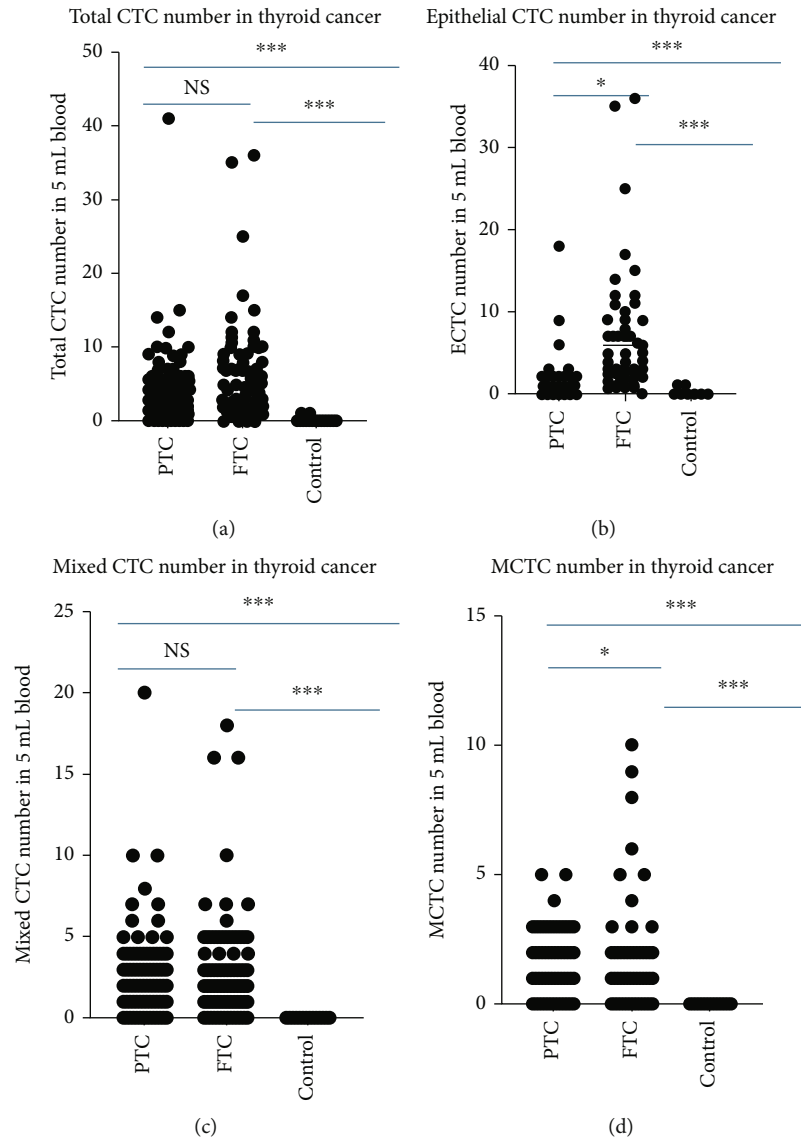 Total CTC number in thyroid cancer
Total CTC number in 5 mL blood
50
40
30
20
10
0
***
NS
***
PTC
FTC
Control
(a)
Epithelial CTC number in thyroid cancer
ECTC number in 5 mL blood
40
30
20
10
0
***
*
***
PTC
FTC
Control
(b)
Mixed CTC number in thyroid cancer
Mixed CTC number in 5 mL blood
25
20
15
10
5
0
***
NS
***
PTC
FTC
Control
(c)
MCTC number in thyroid cancer
MCTC number in 5 mL blood
15
10
5
0
***
*
***
PTC
FTC
Control
(d)